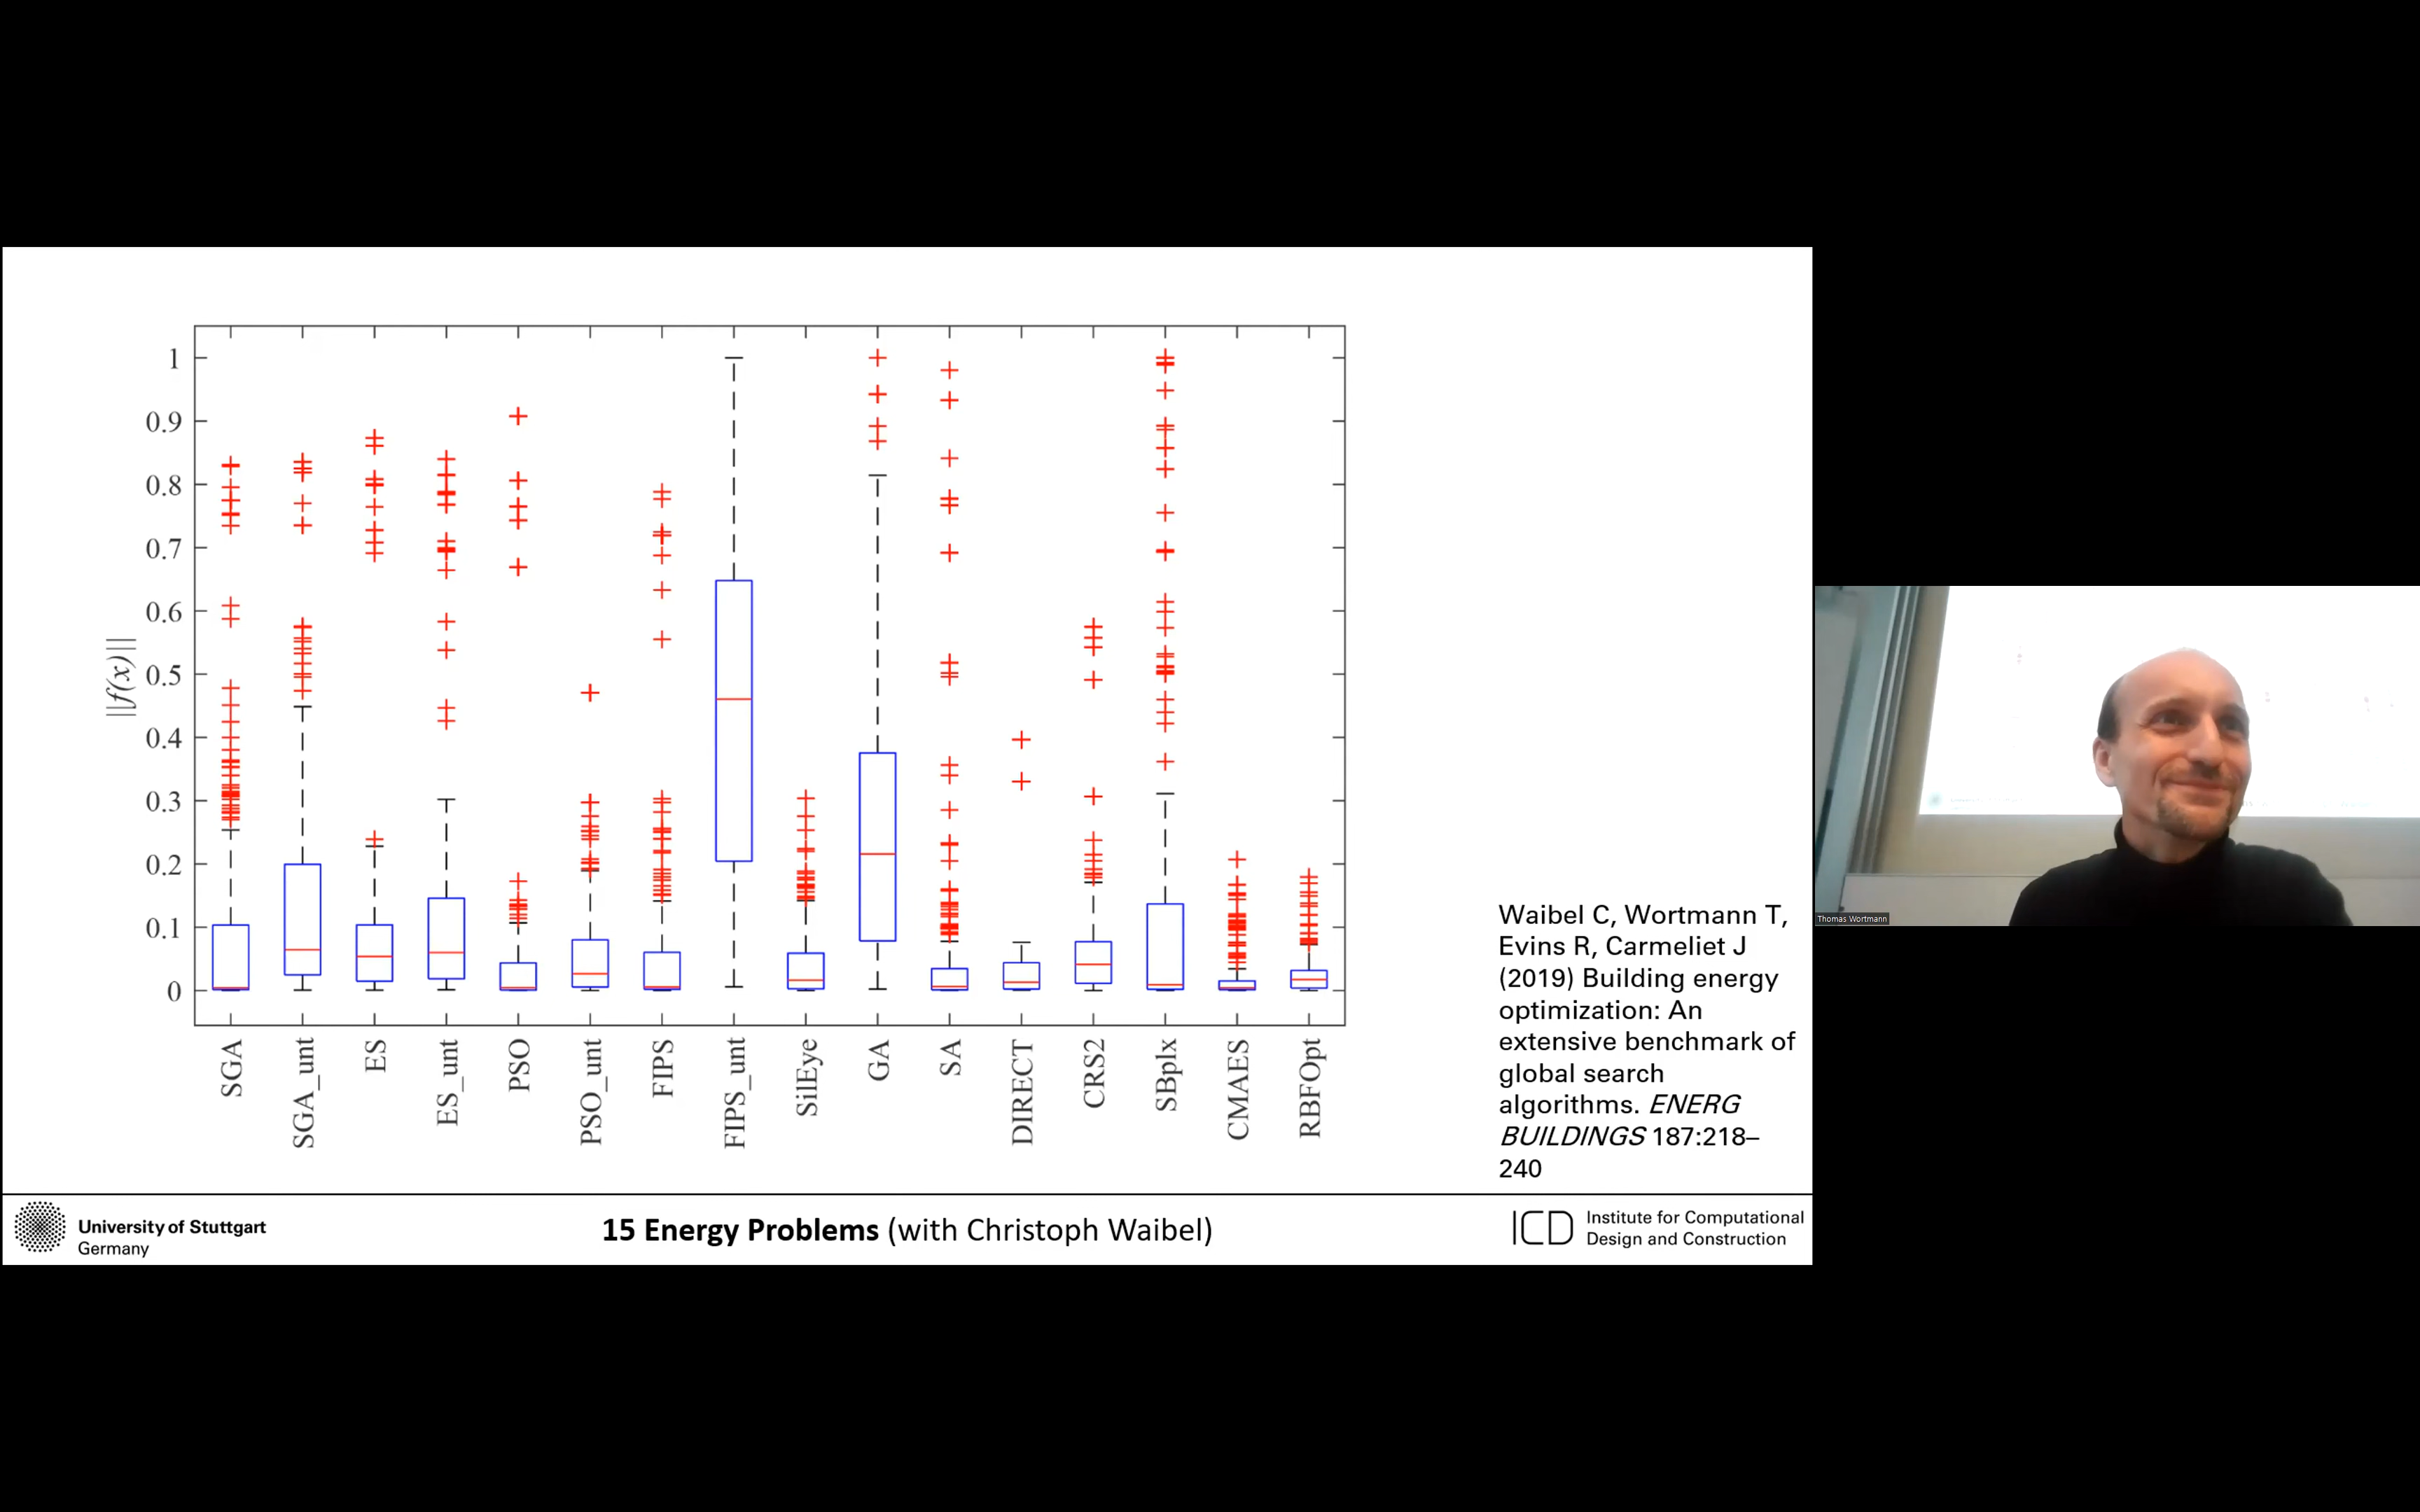 ||f(x)||
1
0.9
0.8
0.7
0.6
0.5
0.4
0.3
0.2
0.1
0
SGA
SGA_unt
ES
ES_unt
PSO
PSO_unt
FIPS
FIPS_unt
SilEye
GA
SA
DIRECT
CRS2
SBplx
CMAES
RBFOpt
Waibel C, Wortmann T,
Evins R, Carmeliet J
(2019) Building energy
optimization: An
extensive benchmark of
global search
algorithms. ENERG
BUILDINGS 187:218–
240
University of Stuttgart
Germany
15 Energy Problems (with Christoph Waibel)
ICD
Institute for Computational
Design and Construction
Thomas Wortmann